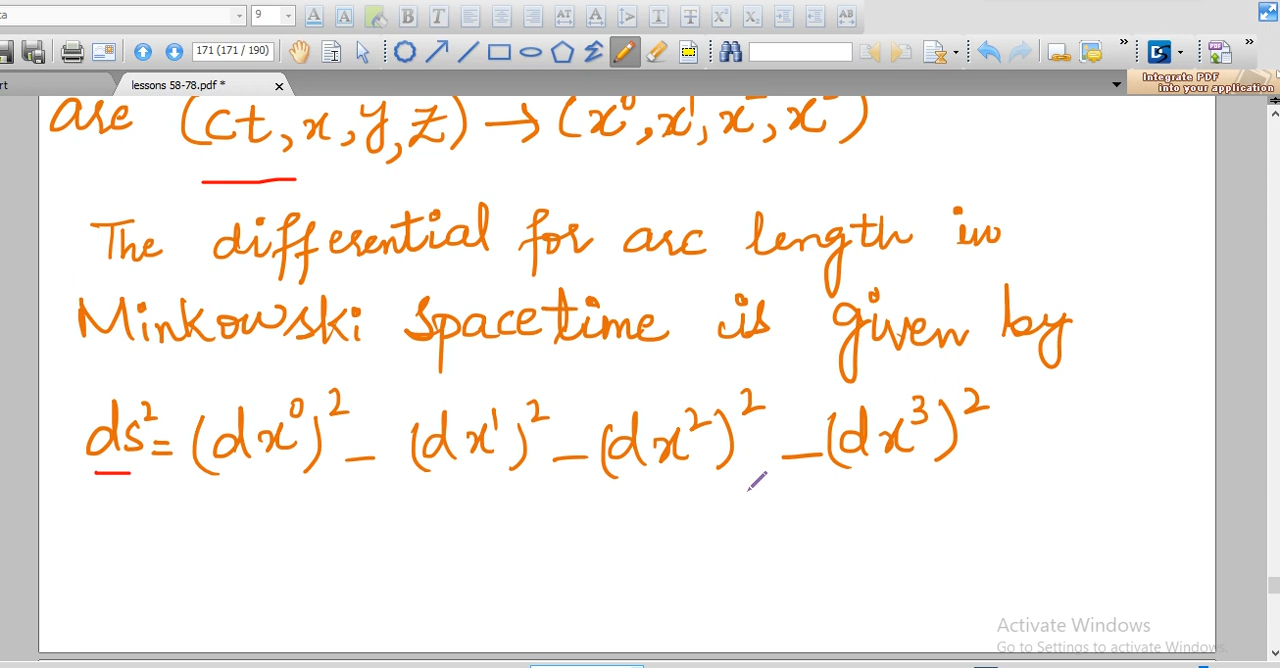 9
171 (171 / 190)
lessons 58-78.pdf *
Integrate PDF
into your application
are (ct, x, y, z) → (x⁰, x¹, x², x³)
The differential for arc length in
Minkowski spacetime is given by
ds² = (dx⁰)² − (dx¹)² − (dx²)² − (dx³)²
Activate Windows
Go to Settings to activate Windows.